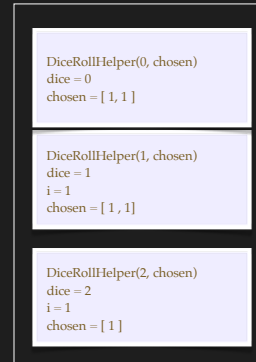 DiceRollHelper(0, chosen)
dice = 0
chosen = [ 1, 1 ]
DiceRollHelper(1, chosen)
dice = 1
i = 1
chosen = [ 1 , 1]
DiceRollHelper(2, chosen)
dice = 2
i = 1
chosen = [ 1 ]